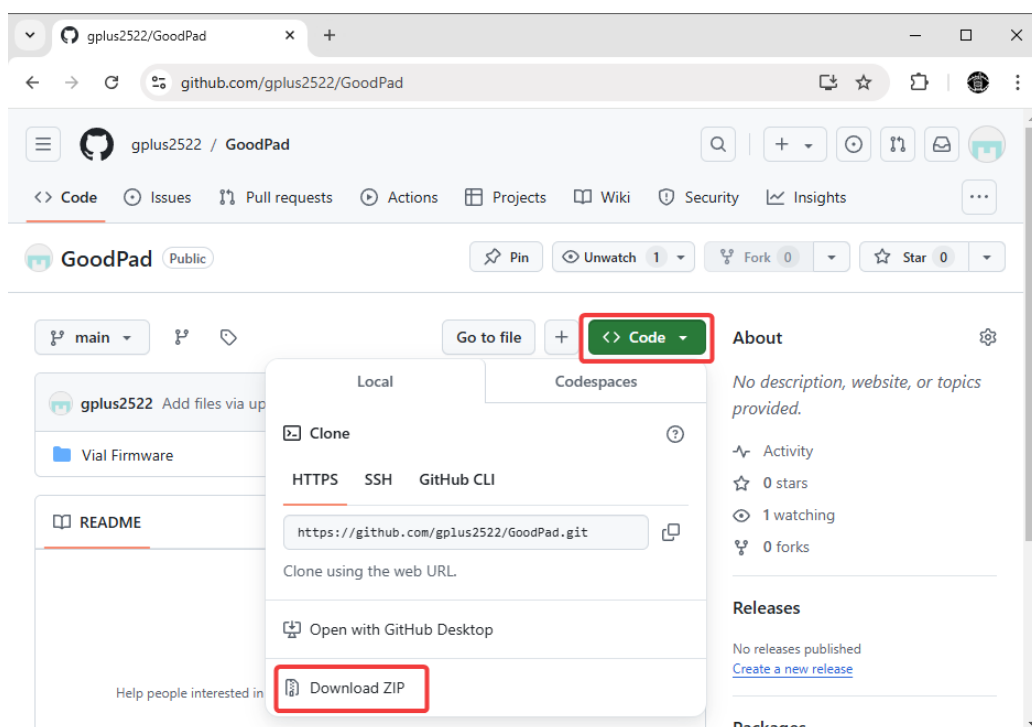 gplus2522/GoodPad
github.com/gplus2522/GoodPad
gplus2522 / GoodPad
Code Issues Pull requests Actions Projects Wiki Security Insights
GoodPad Public Pin Unwatch 1 Fork 0 Star 0
main Go to file Code
Local Codespaces
gplus2522 Add files via up
Clone
Vial Firmware
HTTPS SSH GitHub CLI
README
https://github.com/gplus2522/GoodPad.git
Clone using the web URL.
Open with GitHub Desktop
Help people interested in
Download ZIP
About
No description, website, or topics
provided.
Activity
0 stars
1 watching
0 forks
Releases
No releases published
Create a new release